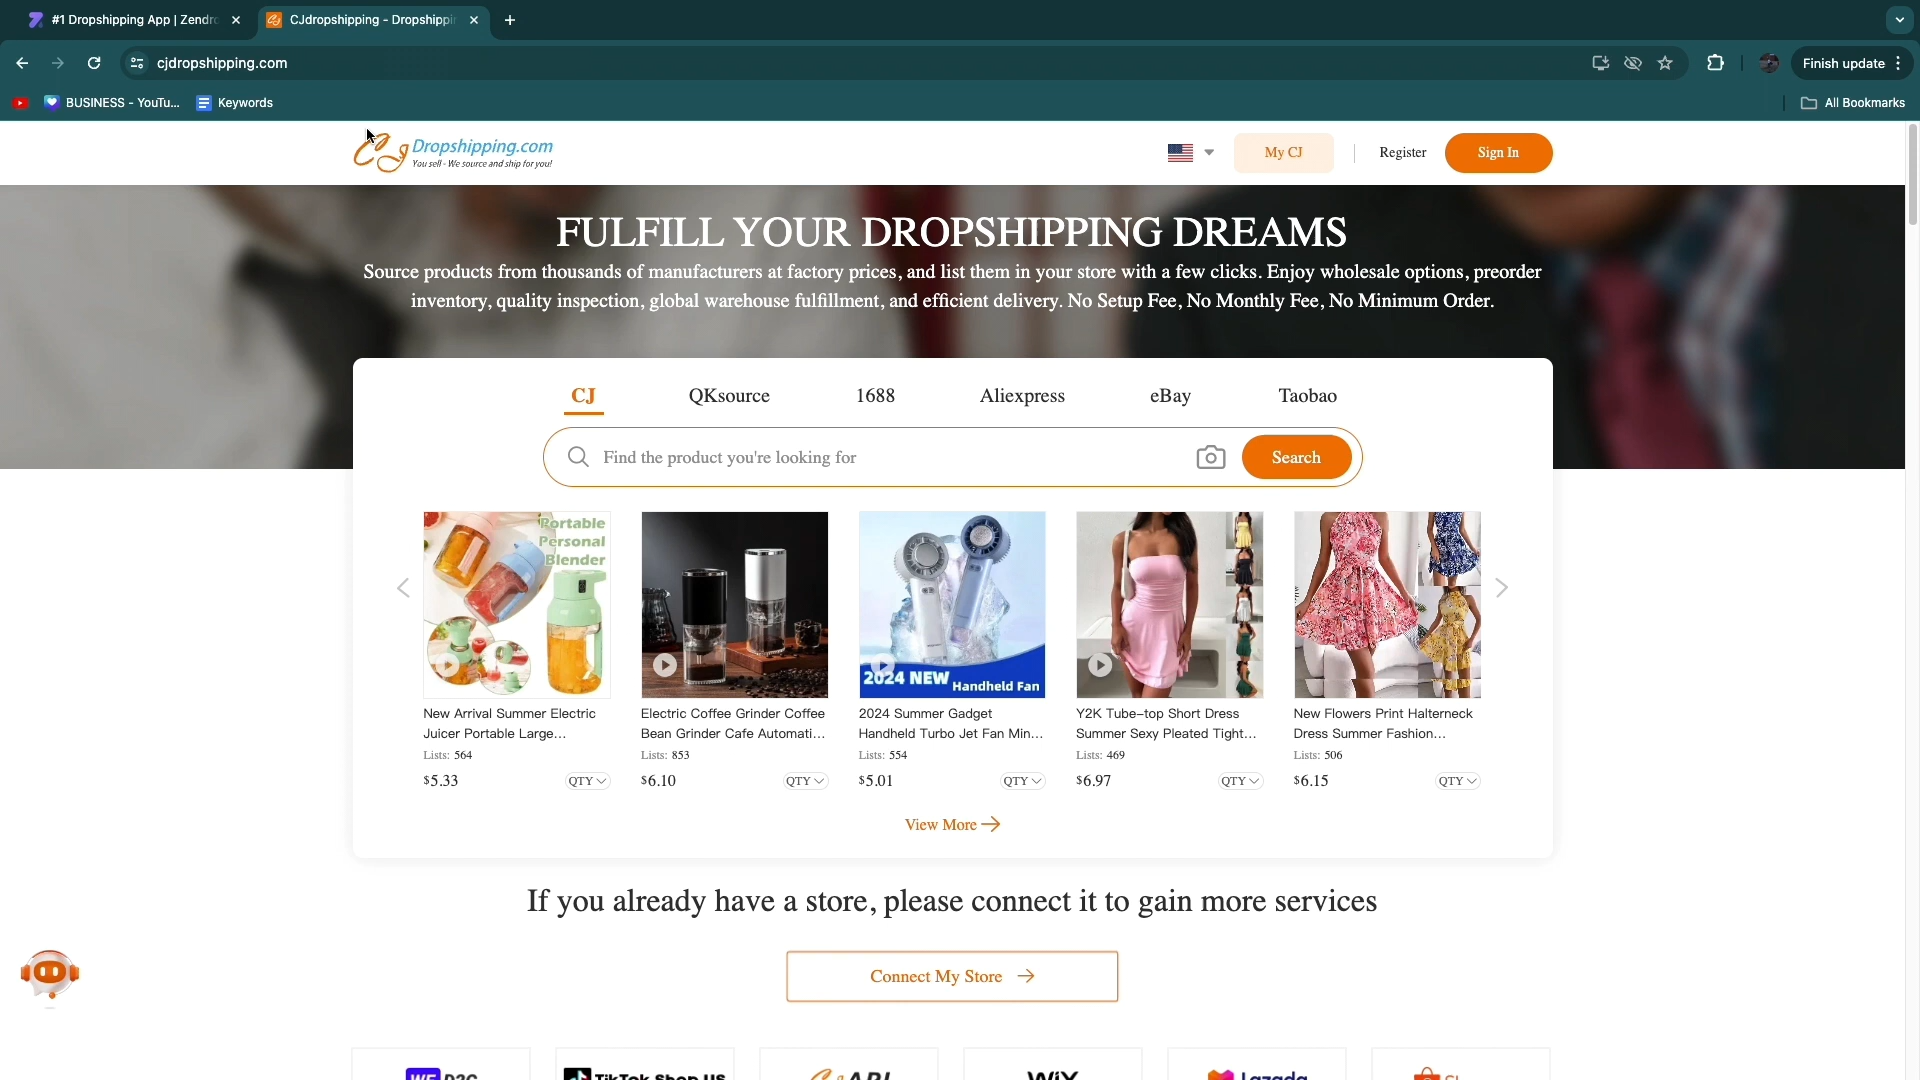 #1 Dropshipping App | Zendr
CJdropshipping - Dropshippi
cjdropshipping.com
Finish update
BUSINESS - YouTu...
Keywords
All Bookmarks
Dropshipping.com
You sell - We source and ship for you!
My CJ
Register
Sign In
FULFILL YOUR DROPSHIPPING DREAMS
Source products from thousands of manufacturers at factory prices, and list them in your store with a few clicks. Enjoy wholesale options, preorder
inventory, quality inspection, global warehouse fulfillment, and efficient delivery. No Setup Fee, No Monthly Fee, No Minimum Order.
CJ QKsource 1688 Aliexpress eBay Taobao
Find the product you're looking for
Search
Portable
Personal
Blender
2024 NEW Handheld Fan
New Arrival Summer Electric
Juicer Portable Large...
Lists: 564
$5.33 QTY
Electric Coffee Grinder Coffee
Bean Grinder Cafe Automati...
Lists: 853
$6.10 QTY
2024 Summer Gadget
Handheld Turbo Jet Fan Min...
Lists: 554
$5.01 QTY
Y2K Tube-top Short Dress
Summer Sexy Pleated Tight...
Lists: 469
$6.97 QTY
New Flowers Print Halterneck
Dress Summer Fashion...
Lists: 506
$6.15 QTY
View More
If you already have a store, please connect it to gain more services
Connect My Store
TikTok Shop US
API
WiX
Lazada